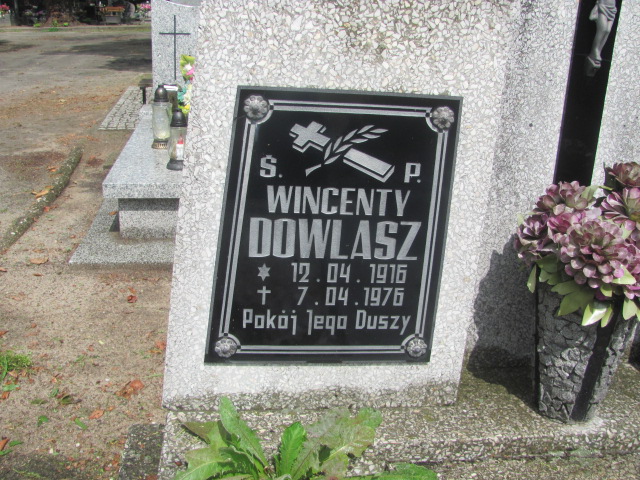 Ś. P.
WINCENTY
DOWLASZ
✶ 12.04.1916
† 7.04.1976
Pokój Jego Duszy